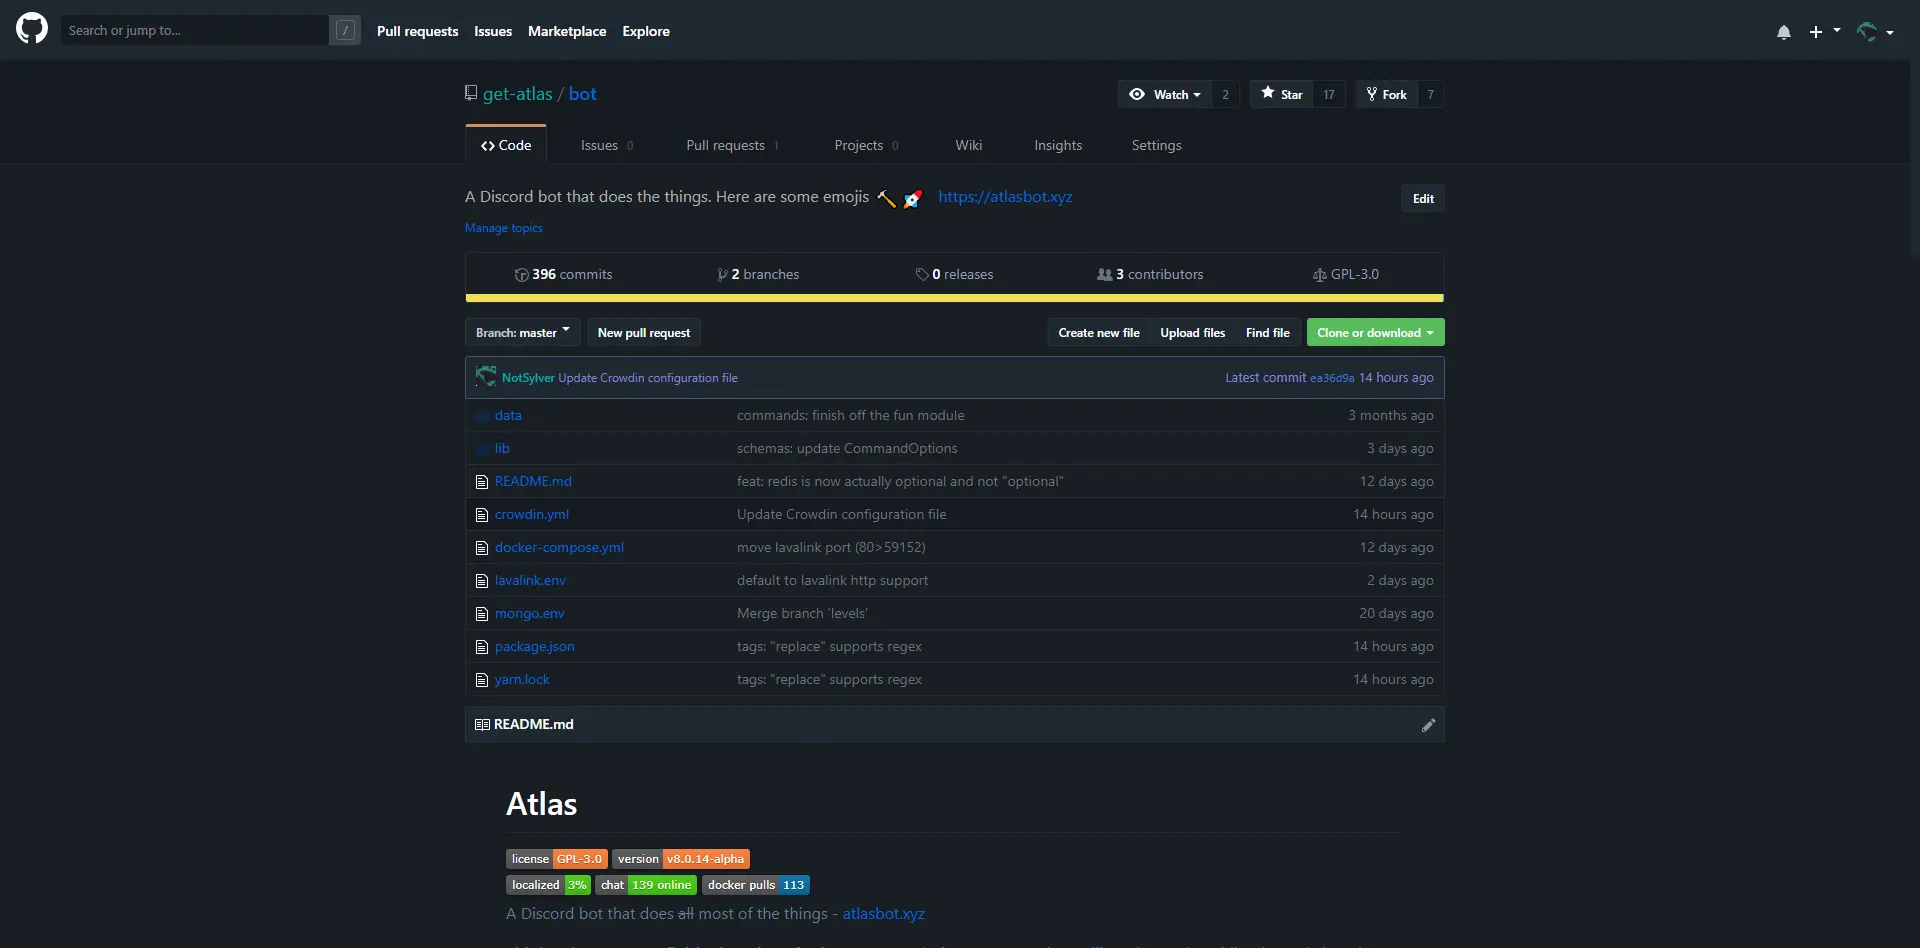 Search or jump to... / Pull requests Issues Marketplace Explore
get-atlas / bot Watch 2 Star 17 Fork 7
Code Issues 0 Pull requests 1 Projects 0 Wiki Insights Settings
A Discord bot that does the things. Here are some emojis 🔨 🚀 https://atlasbot.xyz Edit
Manage topics
396 commits 2 branches 0 releases 3 contributors GPL-3.0
Branch: master New pull request Create new file Upload files Find file Clone or download
NotSylver Update Crowdin configuration file Latest commit ea36d9a 14 hours ago
data commands: finish off the fun module 3 months ago
lib schemas: update CommandOptions 3 days ago
README.md feat: redis is now actually optional and not "optional" 12 days ago
crowdin.yml Update Crowdin configuration file 14 hours ago
docker-compose.yml move lavalink port (80>59152) 12 days ago
lavalink.env default to lavalink http support 2 days ago
mongo.env Merge branch 'levels' 20 days ago
package.json tags: "replace" supports regex 14 hours ago
yarn.lock tags: "replace" supports regex 14 hours ago
README.md
Atlas
license GPL-3.0 version v8.0.14-alpha
localized 3% chat 139 online docker pulls 113
A Discord bot that does all most of the things - atlasbot.xyz